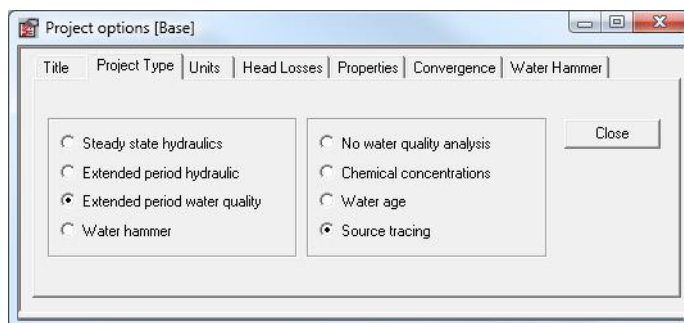 Project options [Base]
Title Project Type Units Head Losses Properties Convergence Water Hammer
Steady state hydraulics
Extended period hydraulic
Extended period water quality
Water hammer
No water quality analysis
Chemical concentrations
Water age
Source tracing
Close